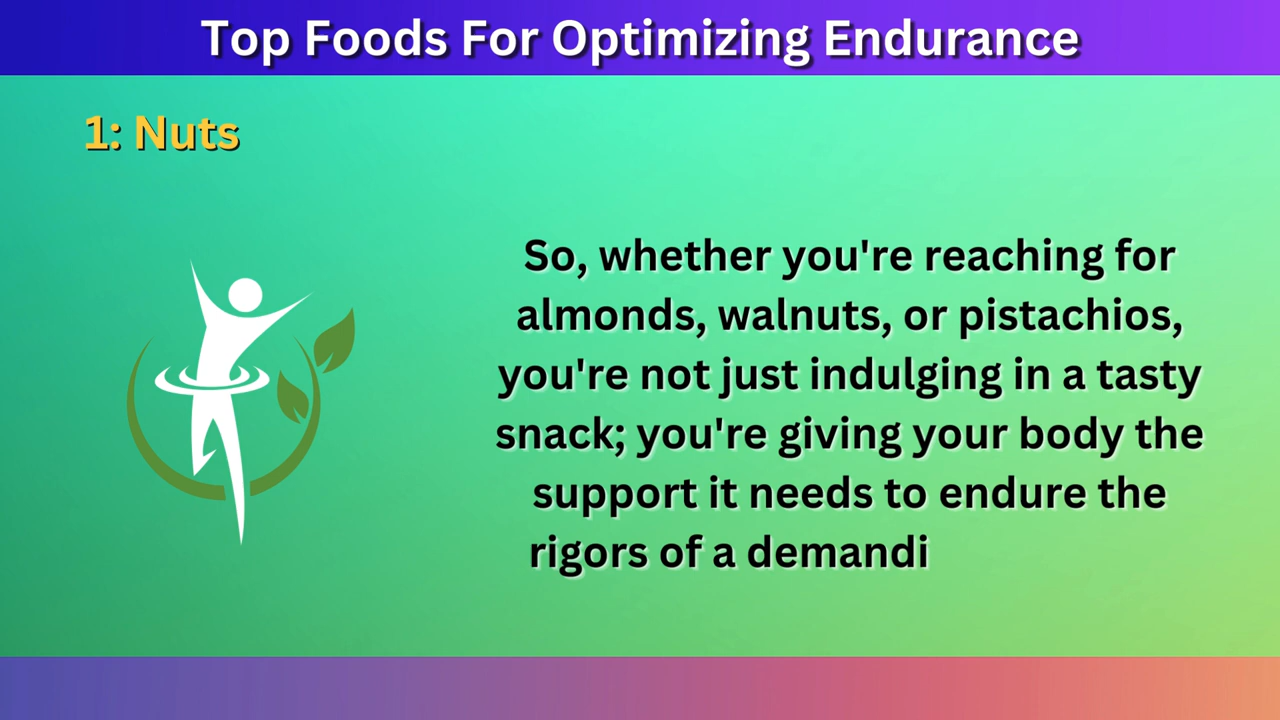 Top Foods For Optimizing Endurance
1: Nuts
So, whether you're reaching for
almonds, walnuts, or pistachios,
you're not just indulging in a tasty
snack; you're giving your body the
support it needs to endure the
rigors of a demandi